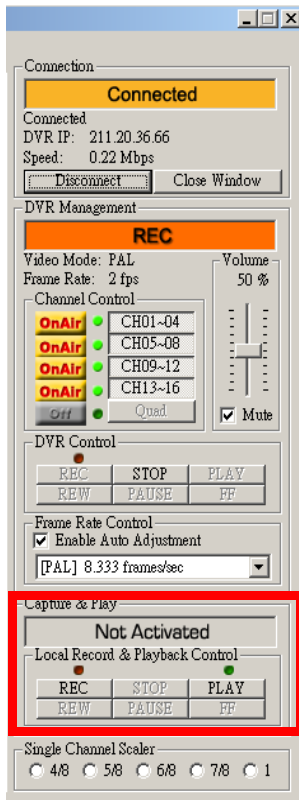 Connection
Connected
Connected
DVR IP: 211.20.36.66
Speed: 0.22 Mbps
Disconnect Close Window
DVR Management
REC
Video Mode: PAL
Frame Rate: 2 fps
Volume
50 %
Channel Control
OnAir CH01~04
OnAir CH05~08
OnAir CH09~12
OnAir CH13~16
Off Quad
Mute
DVR Control
REC STOP PLAY
REW PAUSE FF
Frame Rate Control
Enable Auto Adjustment
[PAL] 8.333 frames/sec
Capture & Play
Not Activated
Local Record & Playback Control
REC STOP PLAY
REW PAUSE FF
Single Channel Scaler
4/8 5/8 6/8 7/8 1